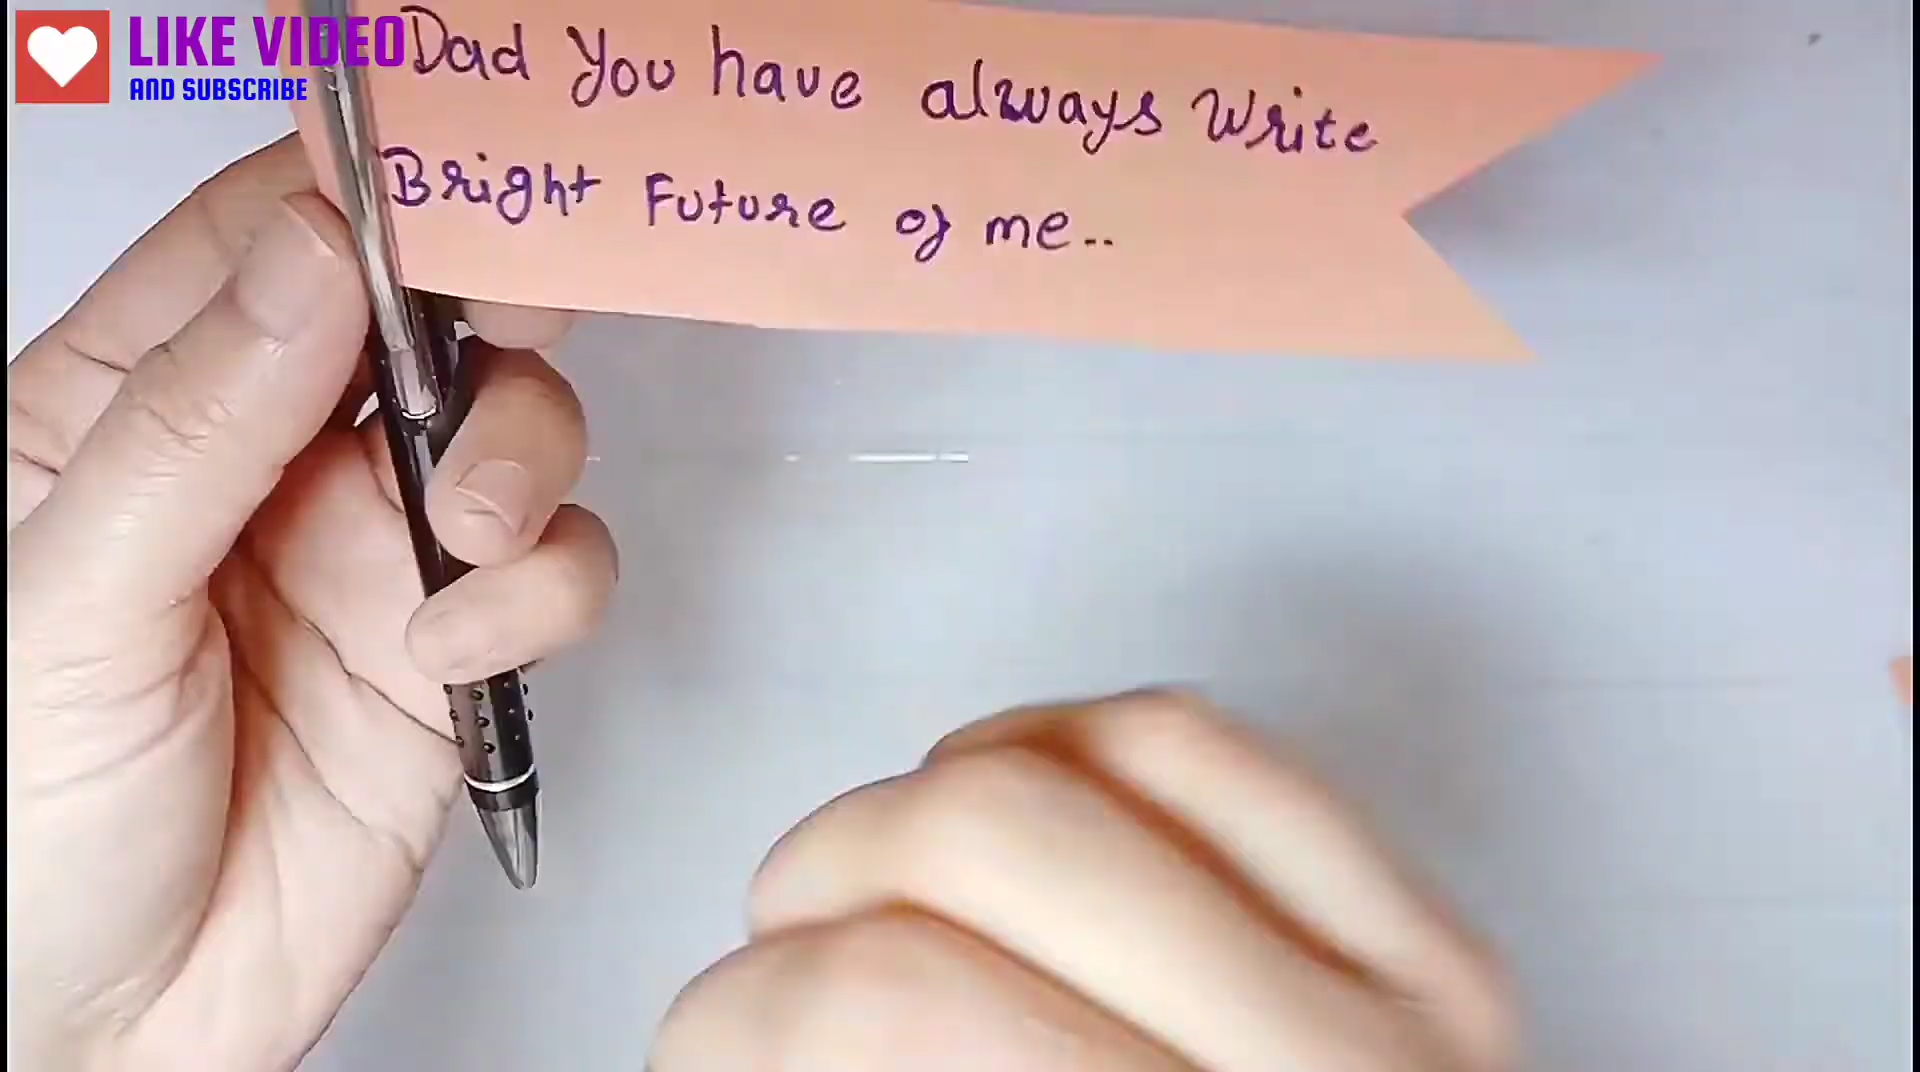 LIKE VIDEO
AND SUBSCRIBE
Dad You have always Write
Bright Future of me..